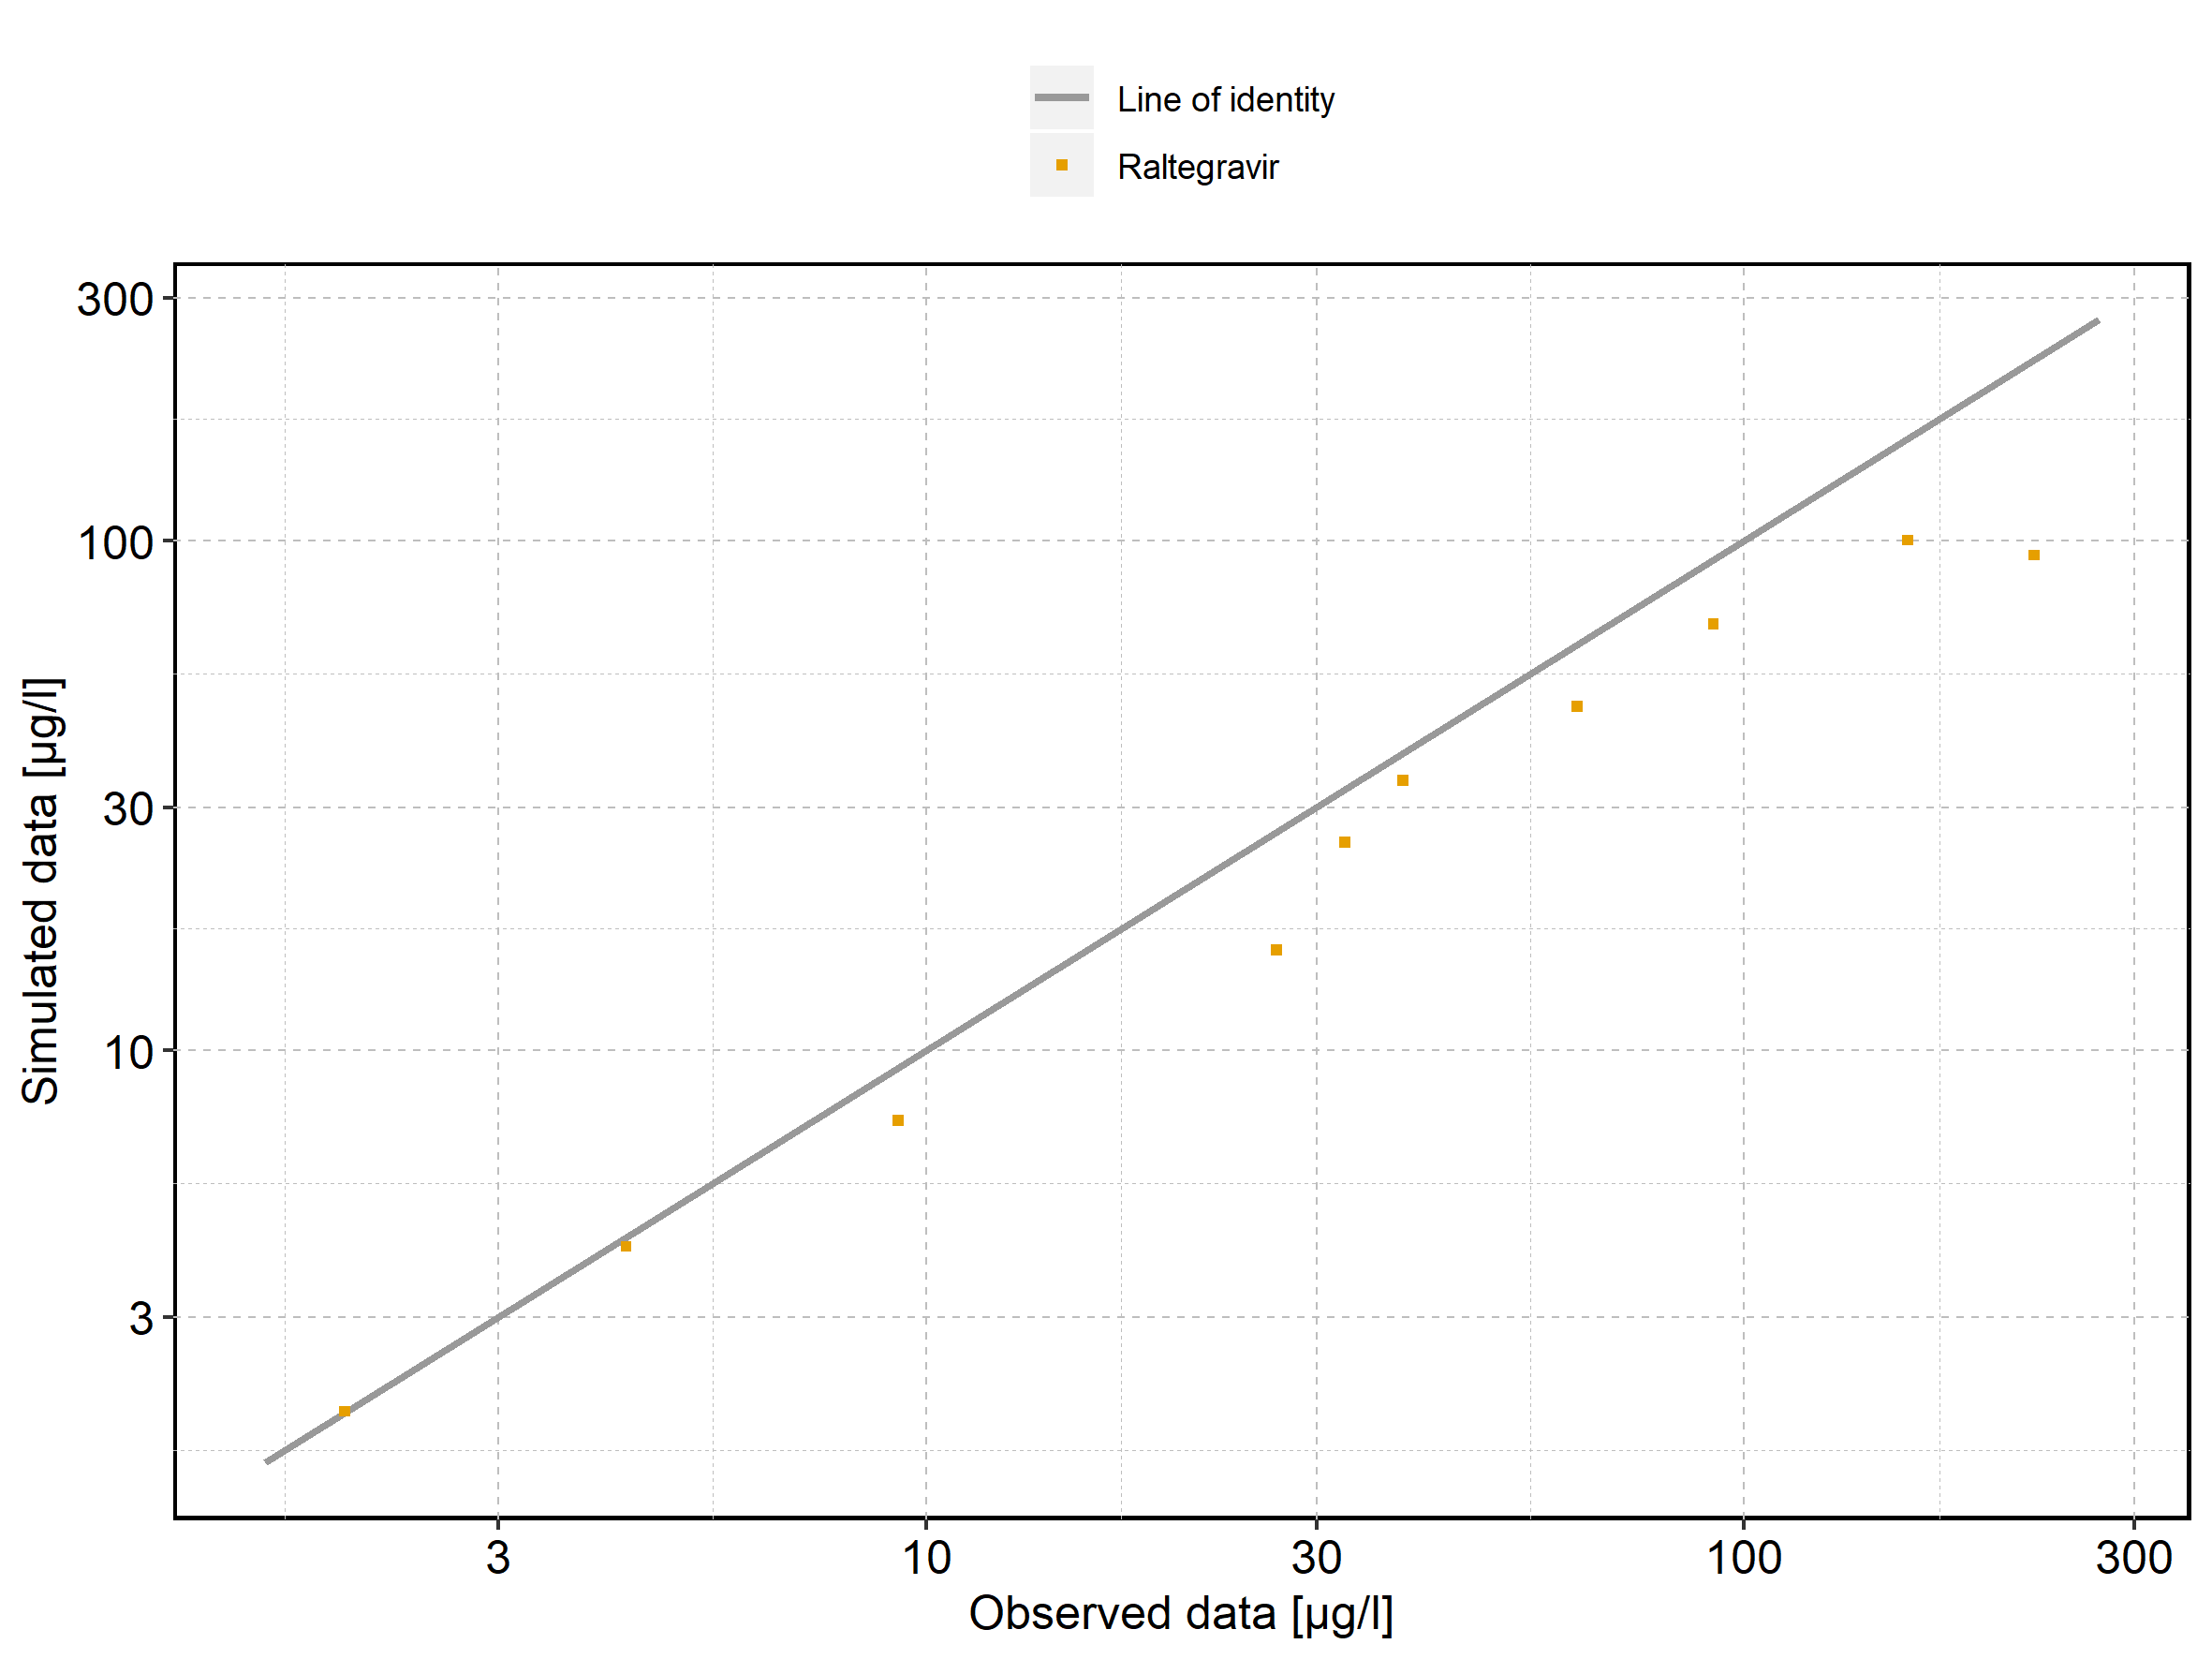 Line of identity
Raltegravir
300
100
30
10
3
Simulated data [µg/l]
3 10 30 100 300
Observed data [µg/l]